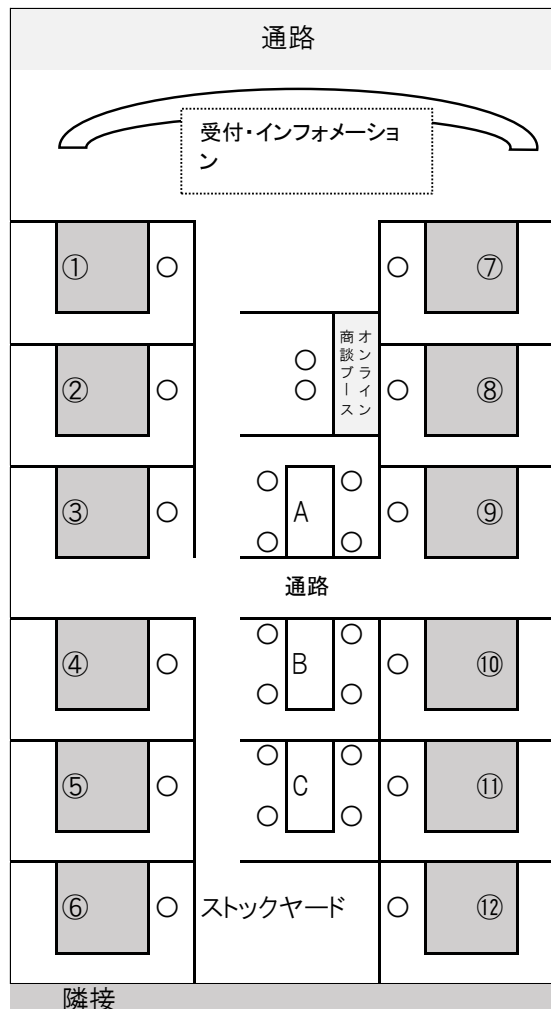 通路
受付・インフォメーショ
ン
①
⑦
オンライン
商談ブース
②
⑧
③
A
⑨
通路
④
B
⑩
⑤
C
⑪
⑥
ストックヤード
⑫
隣接